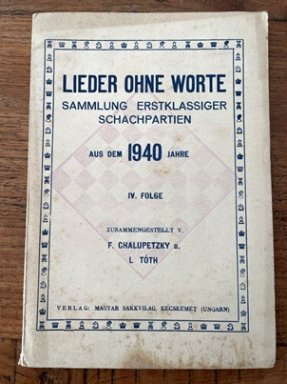 LIEDER OHNE WORTE
SAMMLUNG ERSTKLASSIGER
SCHACHPARTIEN
AUS DEM 1940 JAHRE
IV. FOLGE
ZUSAMMENGESTELLT V.
F. CHALUPETZKY u.
L. TÓTH
VERLAG: MAGYAR SAKKVILÁG, KECSKEMET (UNGARN)